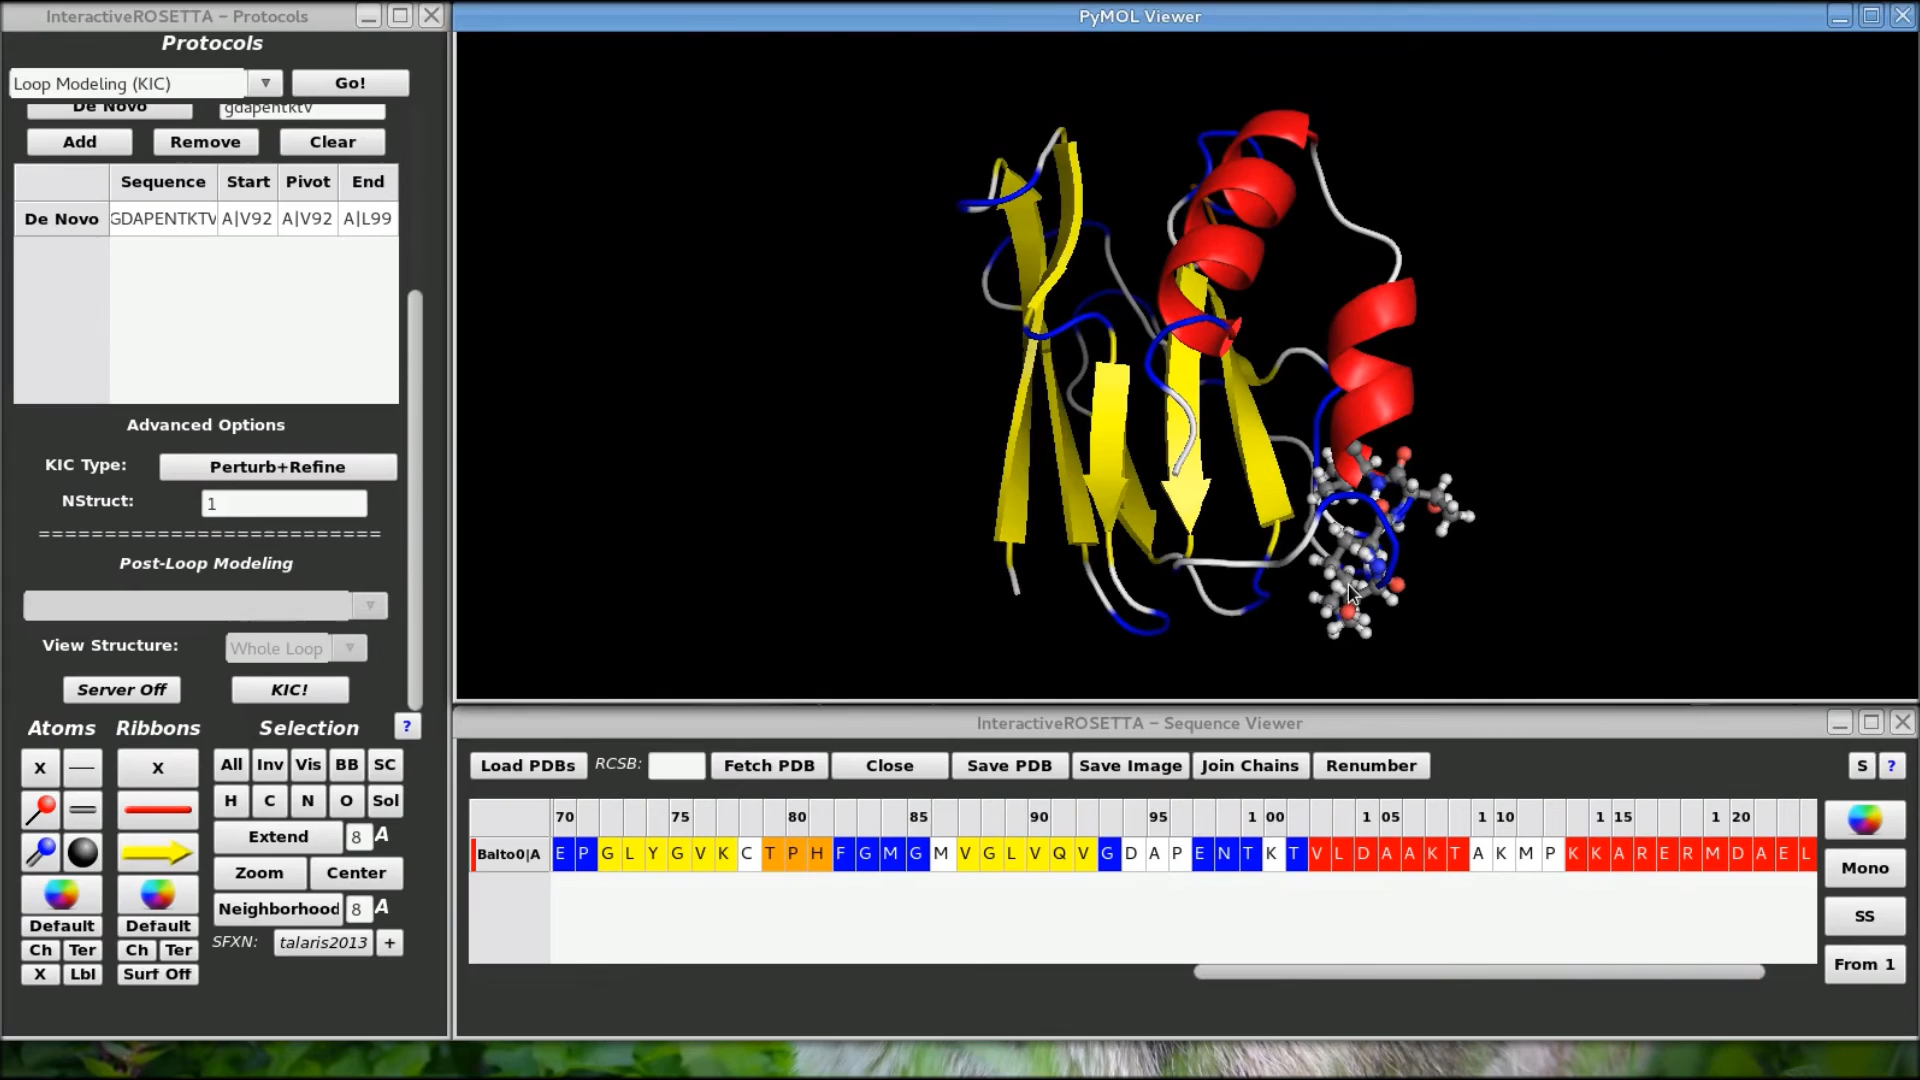 InteractiveROSETTA – Protocols
PyMOL Viewer
Protocols
Loop Modeling (KIC)
Go!
De Novo
gdapentktv
Add
Remove
Clear
Sequence Start Pivot End
De Novo GDAPENTKTV A|V92 A|V92 A|L99
Advanced Options
KIC Type:
Perturb+Refine
NStruct:
1
==========================
Post-Loop Modeling
View Structure:
Whole Loop
Server Off
KIC!
Atoms Ribbons Selection ?
X
X
All Inv Vis BB SC
H C N O Sol
Extend 8 A
Zoom Center
Neighborhood 8 A
Default Default
SFXN: talaris2013 +
Ch Ter Ch Ter
X Lbl Surf Off
InteractiveROSETTA – Sequence Viewer
Load PDBs
RCSB:
Fetch PDB
Close
Save PDB
Save Image
Join Chains
Renumber
S
?
70 75 80 85 90 95 1 00 1 05 1 10 1 15 1 20
Balto0|A E P G L Y G V K C T P H F G M G M V G L V Q V G D A P E N T K T V L D A A K T A K M P K K A R E R M D A E L
Mono
SS
From 1